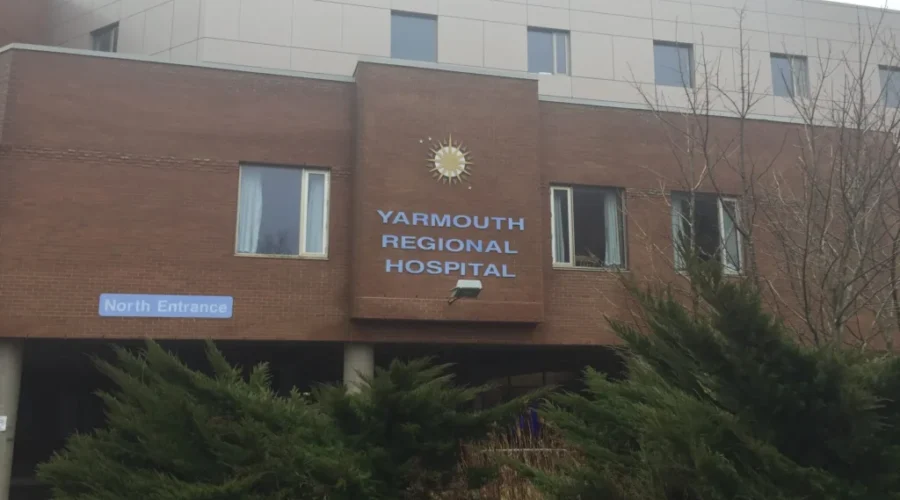 YARMOUTH
REGIONAL
HOSPITAL
North Entrance